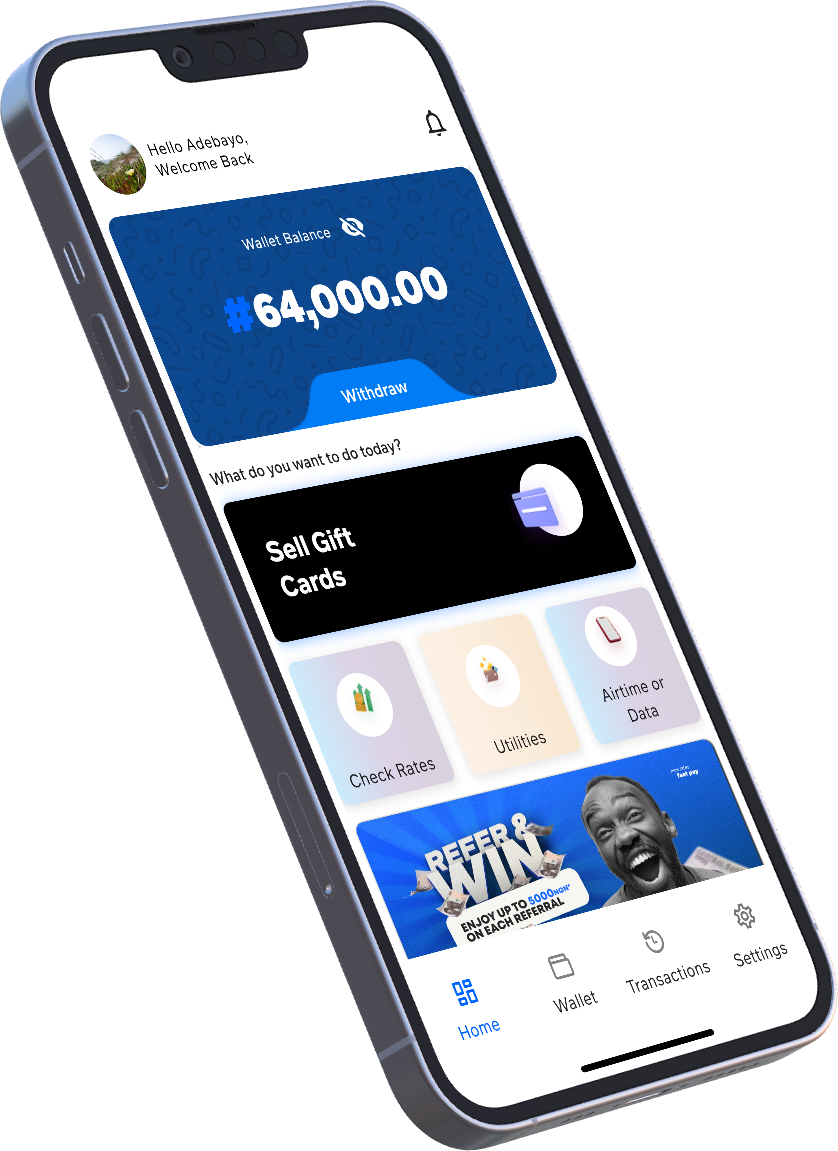 Hello Adebayo,
Welcome Back
Wallet Balance
#64,000.00
Withdraw
What do you want to do today?
Sell Gift
Cards
Check Rates
Utilities
Airtime or
Data
fast pay
REFER &
WIN
ENJOY UP TO 5000NGN*
ON EACH REFERRAL
Home
Wallet
Transactions
Settings